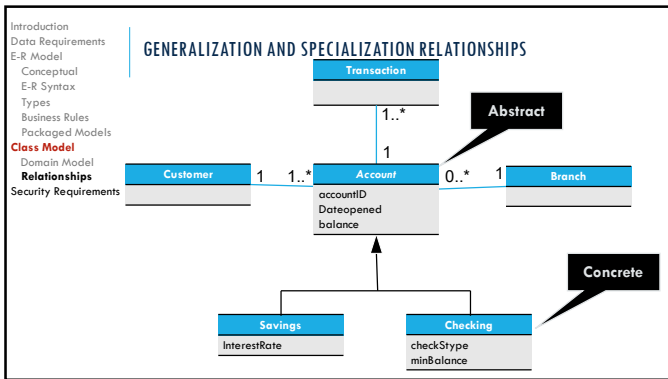 Introduction
Data Requirements
E-R Model
Conceptual
E-R Syntax
Types
Business Rules
Packaged Models
Class Model
Domain Model
Relationships
Security Requirements
GENERALIZATION AND SPECIALIZATION RELATIONSHIPS
Transaction
Abstract
1..*
1
Customer
1
1..*
Account
0..*
1
Branch
accountID
Dateopened
balance
Concrete
Savings
InterestRate
Checking
checkStype
minBalance